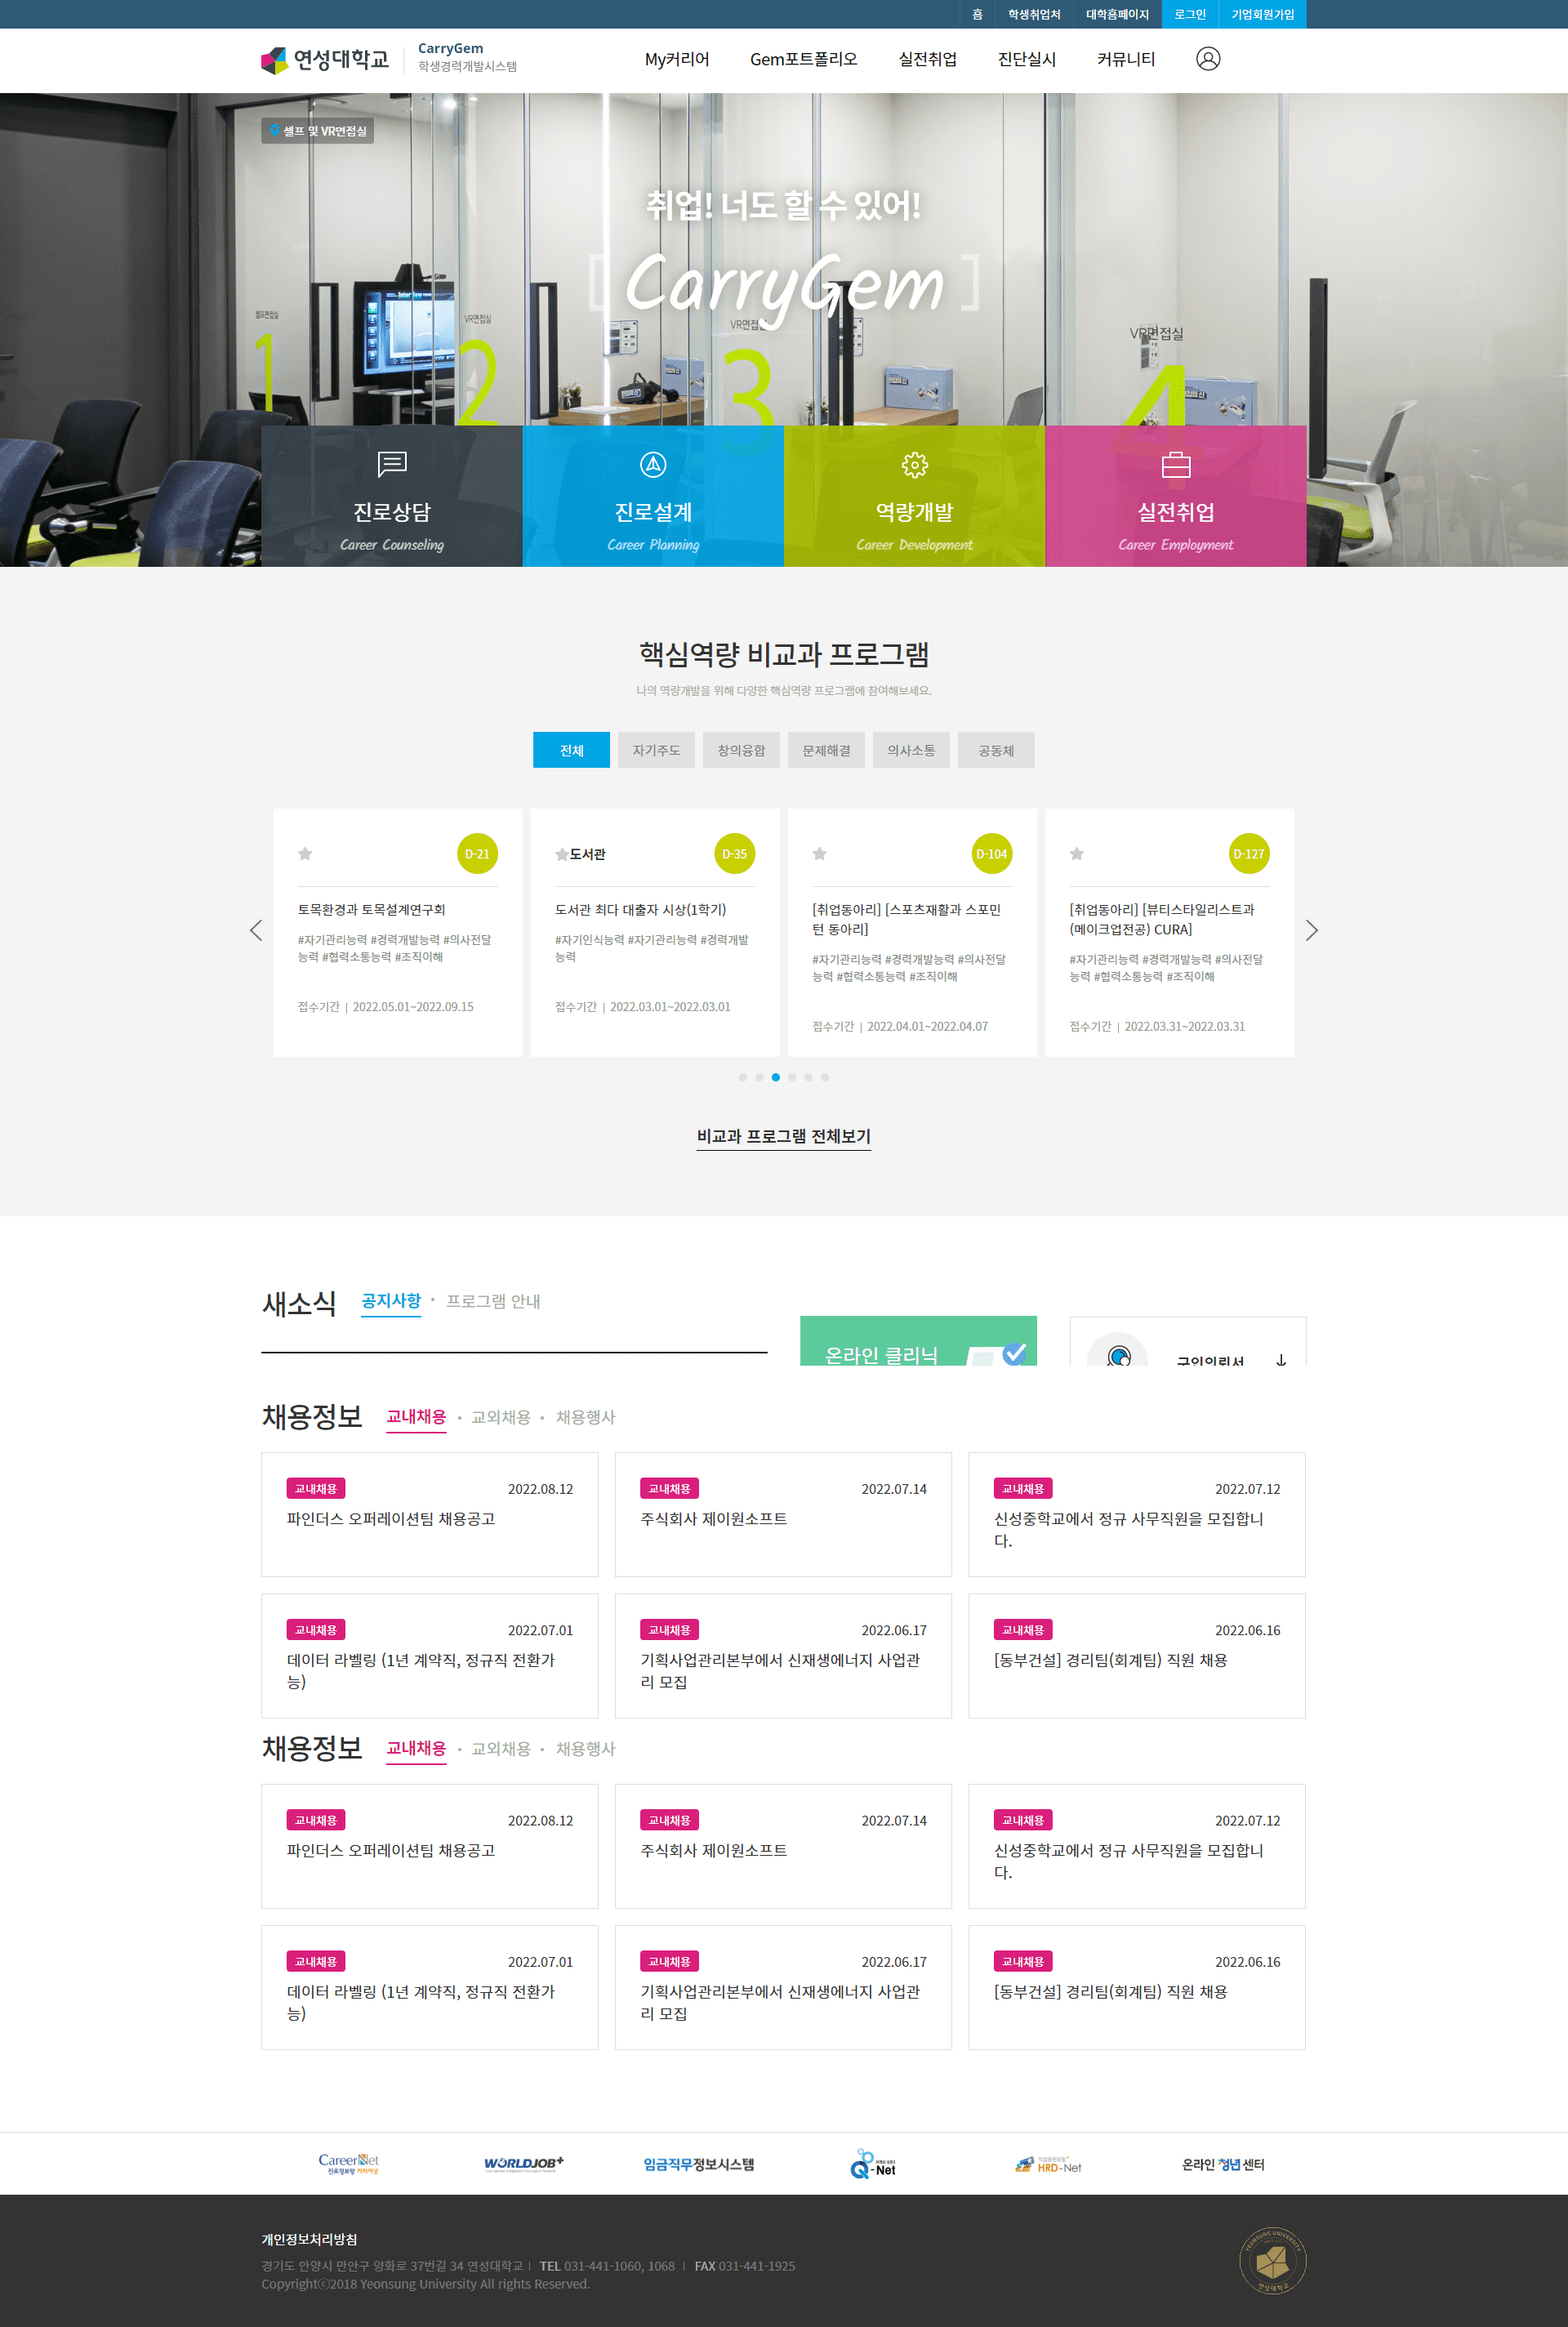 홈 학생취업처 대학홈페이지 로그인 기업회원가입
연성대학교 CarryGem
학생경력개발시스템
My커리어 Gem포트폴리오 실전취업 진단실시 커뮤니티
셀프 및 VR면접실
취업! 너도 할 수 있어!
[CarryGem]
셀프면접실 VR면접실 VR면접실 VR면접실
1 2 3 4
진로상담 진로설계 역량개발 실전취업
Career Counseling Career Planning Career Development Career Employment
핵심역량 비교과 프로그램
나의 역량개발을 위해 다양한 핵심역량 프로그램에 참여해보세요.
전체 자기주도 창의융합 문제해결 의사소통 공동체
D-21
토목환경과 토목설계연구회
#자기관리능력 #경력개발능력 #의사전달
능력 #협력소통능력 #조직이해
접수기간 | 2022.05.01~2022.09.15
도서관 D-35
도서관 최다 대출자 시상(1학기)
#자기인식능력 #자기관리능력 #경력개발
능력
접수기간 | 2022.03.01~2022.03.01
D-104
[취업동아리] [스포츠재활과 스포민
턴 동아리]
#자기관리능력 #경력개발능력 #의사전달
능력 #협력소통능력 #조직이해
접수기간 | 2022.04.01~2022.04.07
D-127
[취업동아리] [뷰티스타일리스트과
(메이크업전공) CURA]
#자기관리능력 #경력개발능력 #의사전달
능력 #협력소통능력 #조직이해
접수기간 | 2022.03.31~2022.03.31
비교과 프로그램 전체보기
새소식 공지사항 • 프로그램 안내
온라인 클리닉
구인의뢰서
채용정보 교내채용 • 교외채용 • 채용행사
교내채용 2022.08.12
파인더스 오퍼레이션팀 채용공고
교내채용 2022.07.14
주식회사 제이원소프트
교내채용 2022.07.12
신성중학교에서 정규 사무직원을 모집합니
다.
교내채용 2022.07.01
데이터 라벨링 (1년 계약직, 정규직 전환가
능)
교내채용 2022.06.17
기획사업관리본부에서 신재생에너지 사업관
리 모집
교내채용 2022.06.16
[동부건설] 경리팀(회계팀) 직원 채용
채용정보 교내채용 • 교외채용 • 채용행사
교내채용 2022.08.12
파인더스 오퍼레이션팀 채용공고
교내채용 2022.07.14
주식회사 제이원소프트
교내채용 2022.07.12
신성중학교에서 정규 사무직원을 모집합니
다.
교내채용 2022.07.01
데이터 라벨링 (1년 계약직, 정규직 전환가
능)
교내채용 2022.06.17
기획사업관리본부에서 신재생에너지 사업관
리 모집
교내채용 2022.06.16
[동부건설] 경리팀(회계팀) 직원 채용
CareerNet
진로정보망 커리어넷
WORLDJOB+
임금직무정보시스템
Q-Net
HRD-Net
온라인 청년센터
개인정보처리방침
경기도 안양시 만안구 양화로 37번길 34 연성대학교 | TEL 031-441-1060, 1068 | FAX 031-441-1925
Copyrightⓒ2018 Yeonsung University All rights Reserved.
YEONSUNG UNIVERSITY
연성대학교